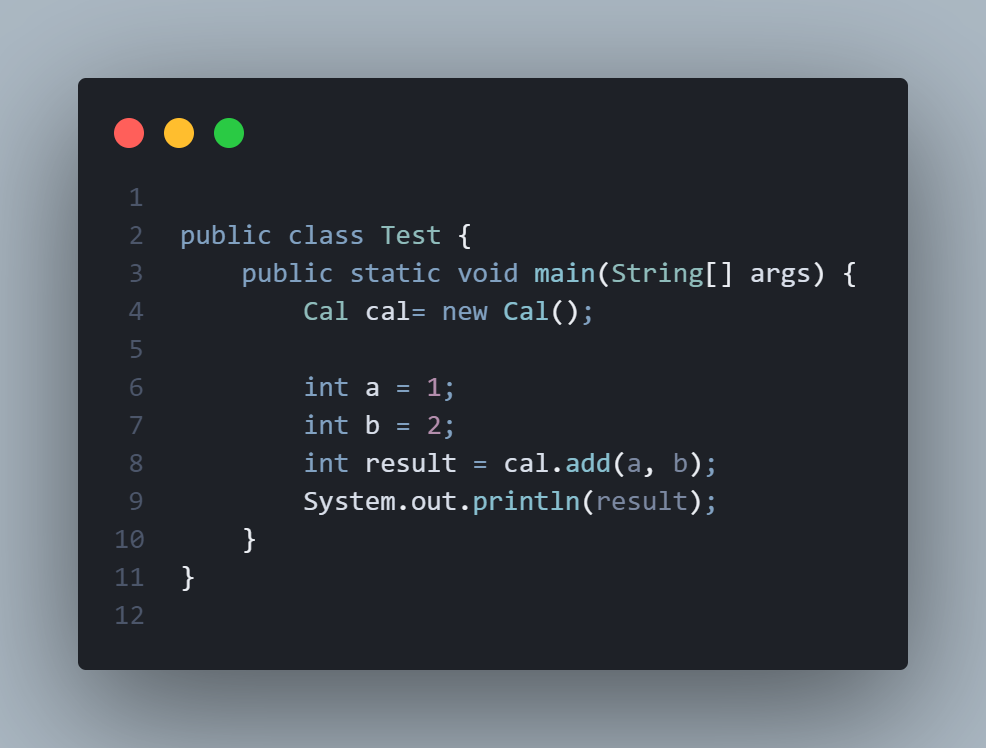 1
2 public class Test {
3     public static void main(String[] args) {
4         Cal cal= new Cal();
5
6         int a = 1;
7         int b = 2;
8         int result = cal.add(a, b);
9         System.out.println(result);
10     }
11 }
12